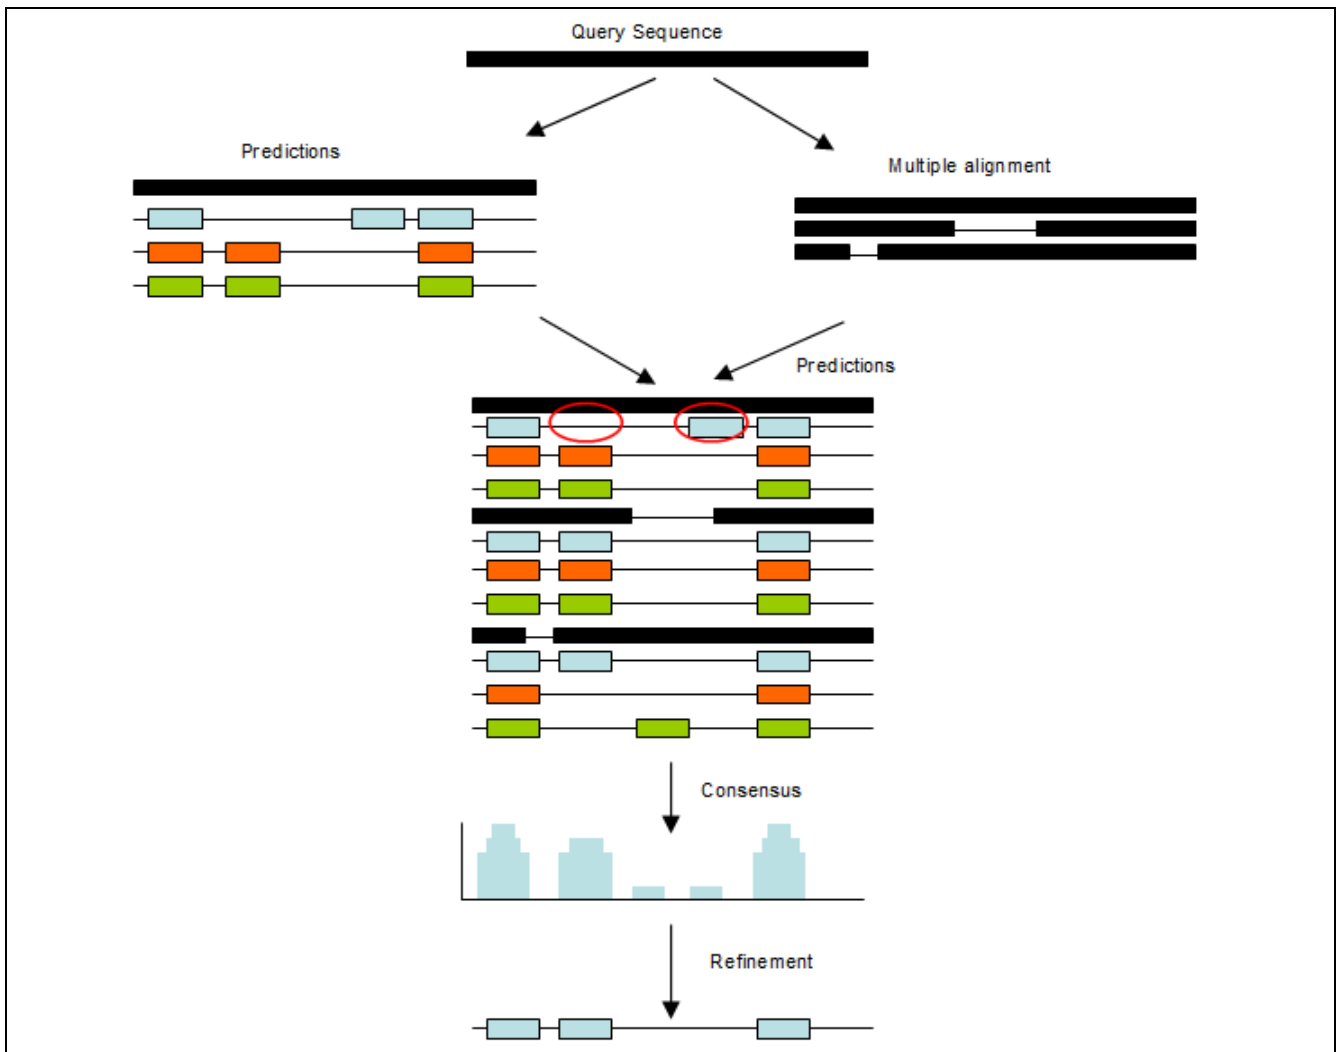 Query Sequence
Predictions
Multiple alignment
Predictions
Consensus
Refinement